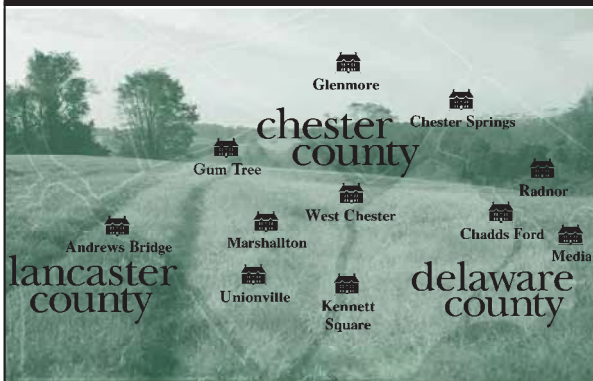 Glenmore
Chester Springs
chester
county
Gum Tree
Radnor
West Chester
Chadds Ford
Andrews Bridge
Marshallton
Media
lancaster
county
Unionville
Kennett
Square
delaware
county